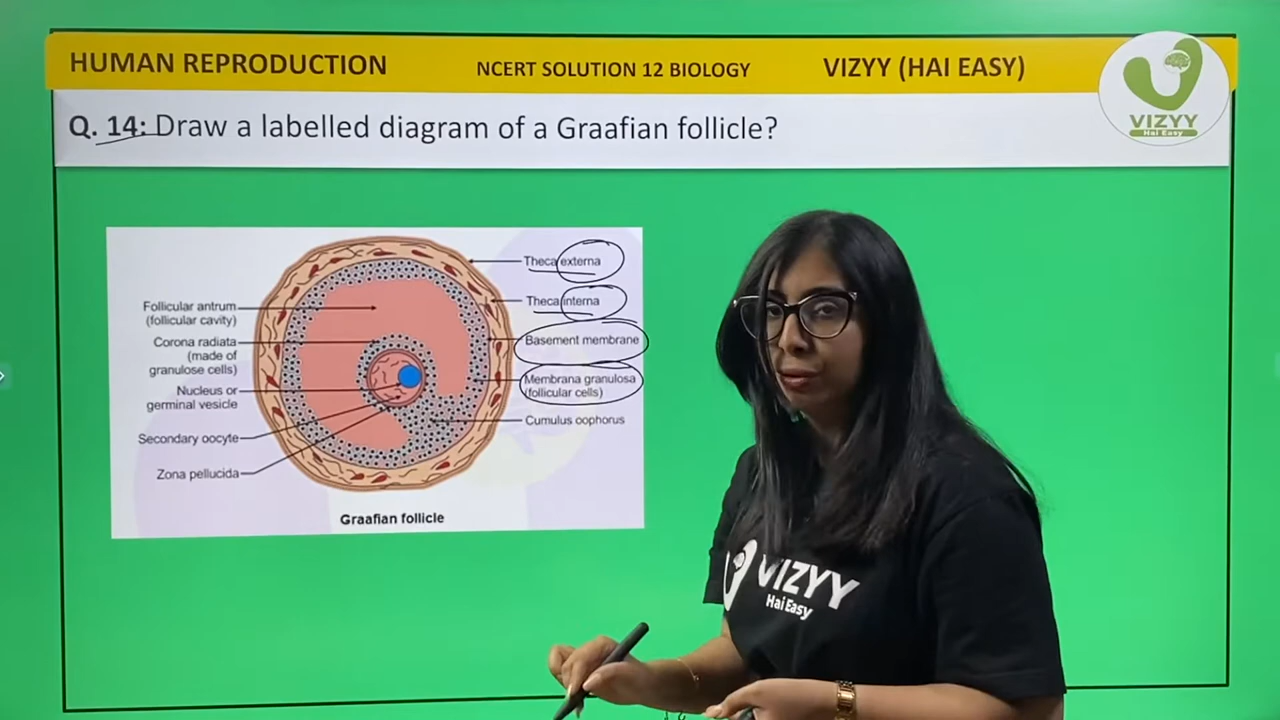 HUMAN REPRODUCTION
NCERT SOLUTION 12 BIOLOGY
VIZYY (HAI EASY)
VIZYY
Hai Easy
Q. 14: Draw a labelled diagram of a Graafian follicle?
Follicular antrum
(follicular cavity)
Corona radiata
(made of
granulose cells)
Nucleus or
germinal vesicle
Secondary oocyte
Zona pellucida
Theca externa
Theca interna
Basement membrane
Membrana granulosa
(follicular cells)
Cumulus oophorus
Graafian follicle
VIZYY
Hai Easy